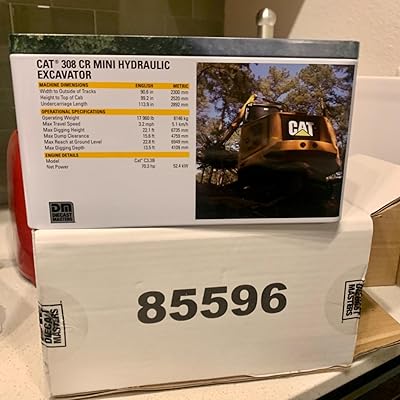 CAT® 308 CR MINI HYDRAULIC
EXCAVATOR
MACHINE DIMENSIONS ENGLISH METRIC
Width to Outside of Tracks 90.6 in 2300 mm
Height to Top of Cab 99.2 in 2520 mm
Undercarriage Length 113.9 in 2892 mm
OPERATIONAL SPECIFICATIONS
Operating Weight 17 960 lb 8146 kg
Max Travel Speed 3.2 mph 5.1 km/h
Max Digging Height 22.1 ft 6735 mm
Max Dump Clearance 15.6 ft 4759 mm
Max Reach at Ground Level 22.8 ft 6949 mm
Max Digging Depth 13.5 ft 4109 mm
ENGINE DETAILS
Model Cat® C3.3B
Net Power 70.3 hp 52.4 kW
CAT
DM
DIECAST
MASTERS
85596
DIECAST
MASTERS
DIECAST
MASTERS